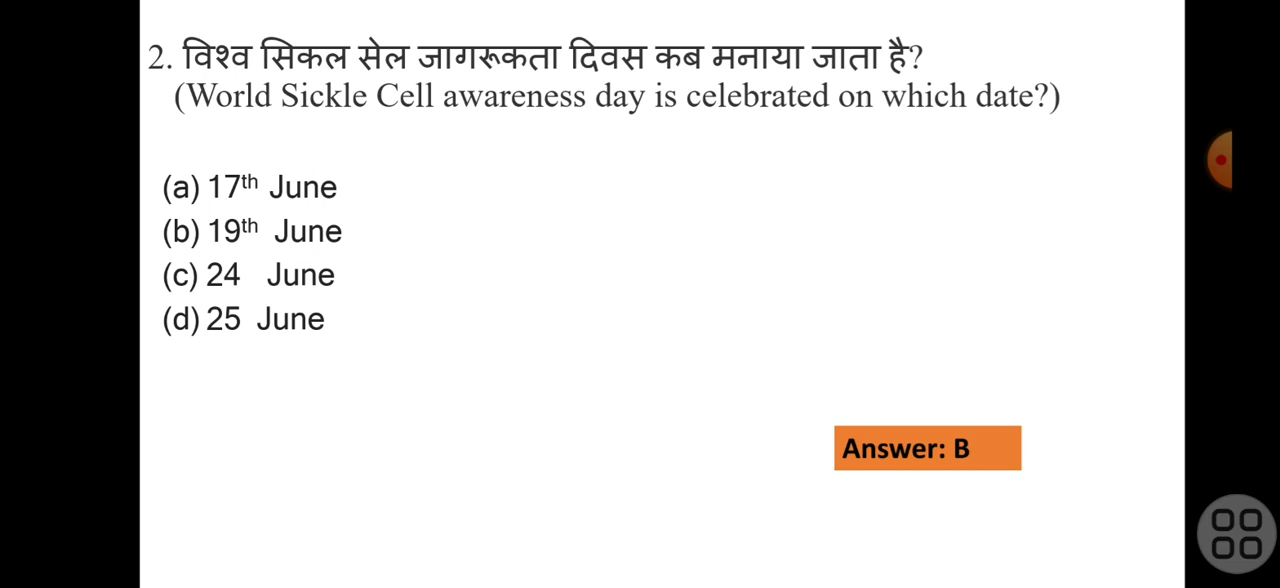 2. विश्व सिकल सेल जागरूकता दिवस कब मनाया जाता है?
(World Sickle Cell awareness day is celebrated on which date?)
(a) 17th June
(b) 19th June
(c) 24 June
(d) 25 June
Answer: B